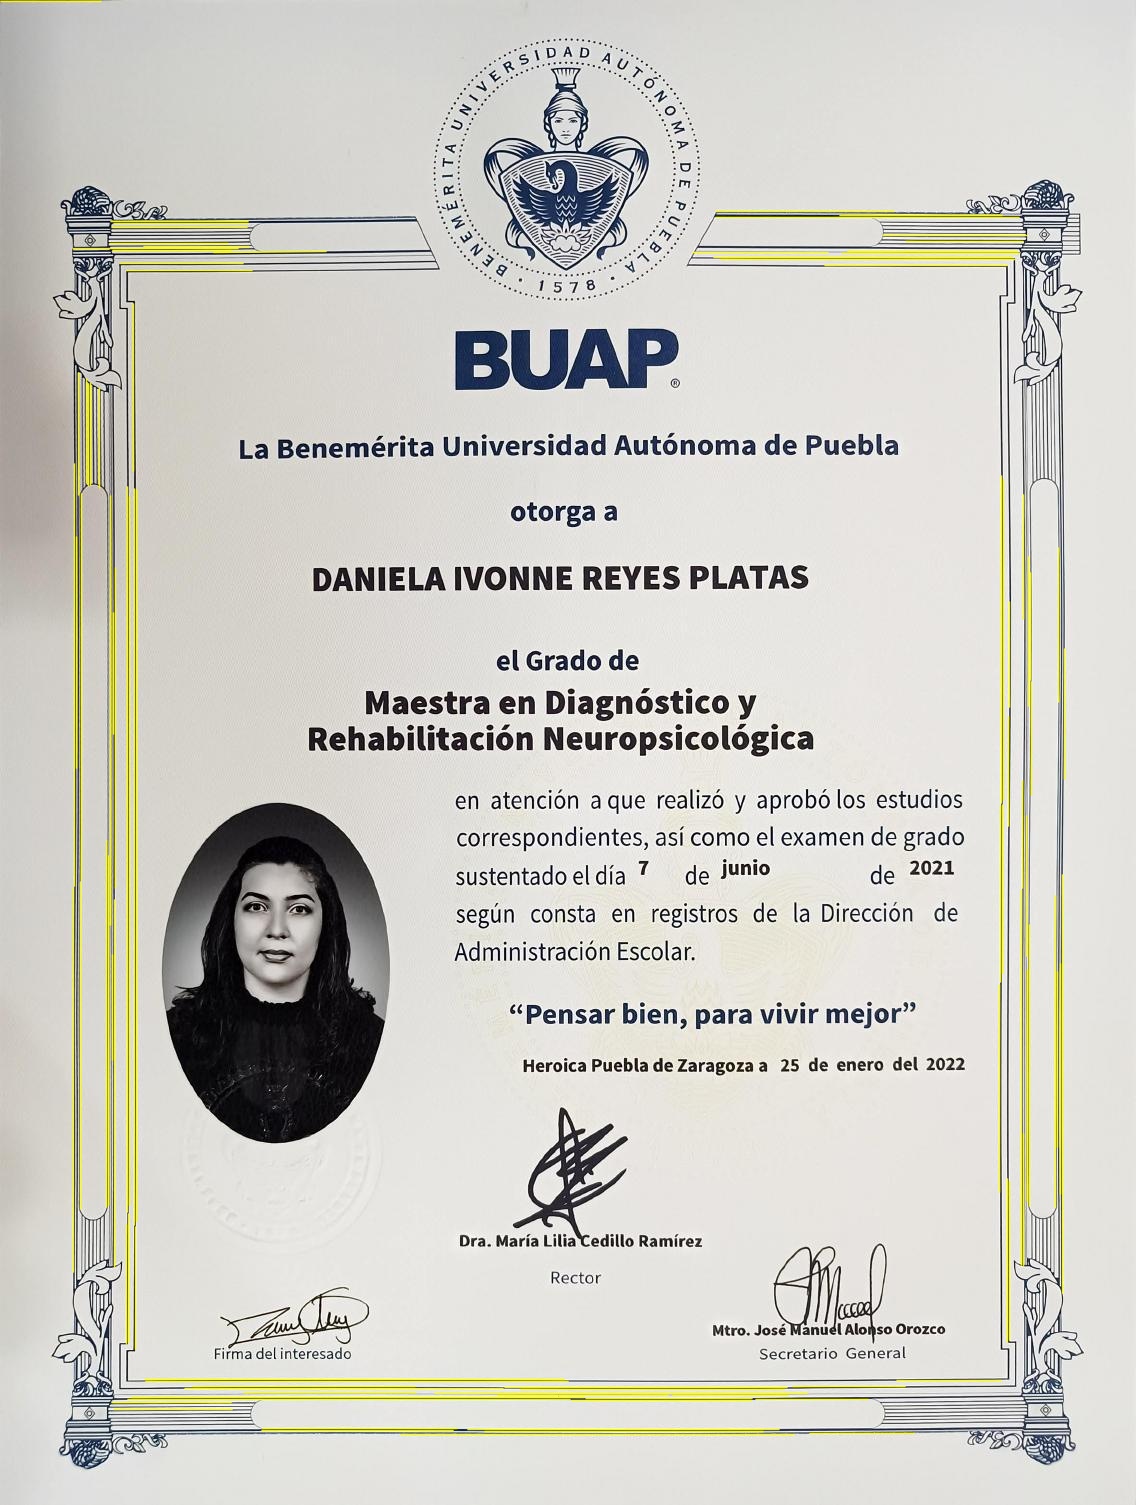 BENEMÉRITA UNIVERSIDAD AUTÓNOMA DE PUEBLA
· 1578 ·
BUAP®
La Benemérita Universidad Autónoma de Puebla
otorga a
DANIELA IVONNE REYES PLATAS
el Grado de
Maestra en Diagnóstico y
Rehabilitación Neuropsicológica
en atención a que realizó y aprobó los estudios
correspondientes, así como el examen de grado
sustentado el día 7 de junio de 2021
según consta en registros de la Dirección de
Administración Escolar.
“Pensar bien, para vivir mejor”
Heroica Puebla de Zaragoza a 25 de enero del 2022
Dra. María Lilia Cedillo Ramírez
Rector
Mtro. José Manuel Alonso Orozco
Secretario General
Firma del interesado